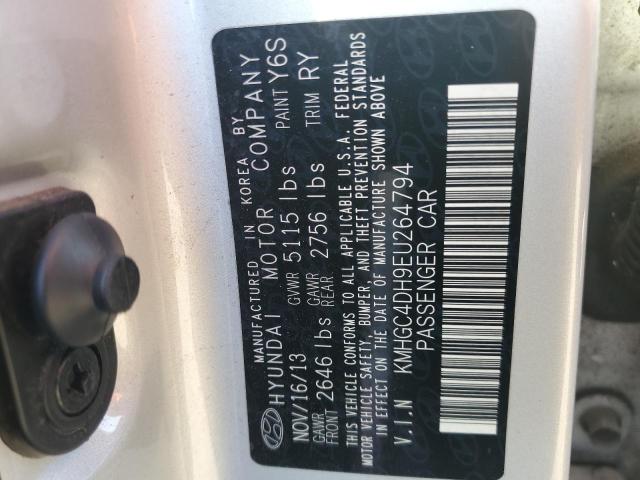 MANUFACTURED IN KOREA BY
HYUNDAI MOTOR COMPANY
NOV/16/13 GVWR 5115 lbs PAINT Y6S
GAWR FRONT 2646 lbs GAWR REAR 2756 lbs TRIM RY
THIS VEHICLE CONFORMS TO ALL APPLICABLE U.S.A. FEDERAL
MOTOR VEHICLE SAFETY, BUMPER, AND THEFT PREVENTION STANDARDS
IN EFFECT ON THE DATE OF MANUFACTURE SHOWN ABOVE
V.I.N KMHGC4DH9EU264794
PASSENGER CAR